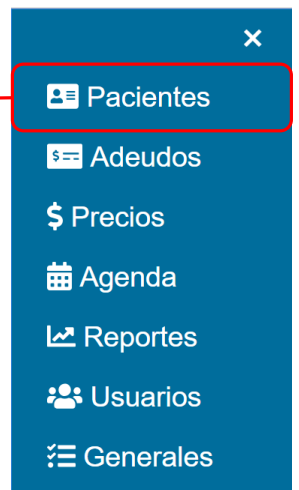 Pacientes
Adeudos
Precios
Agenda
Reportes
Usuarios
Generales